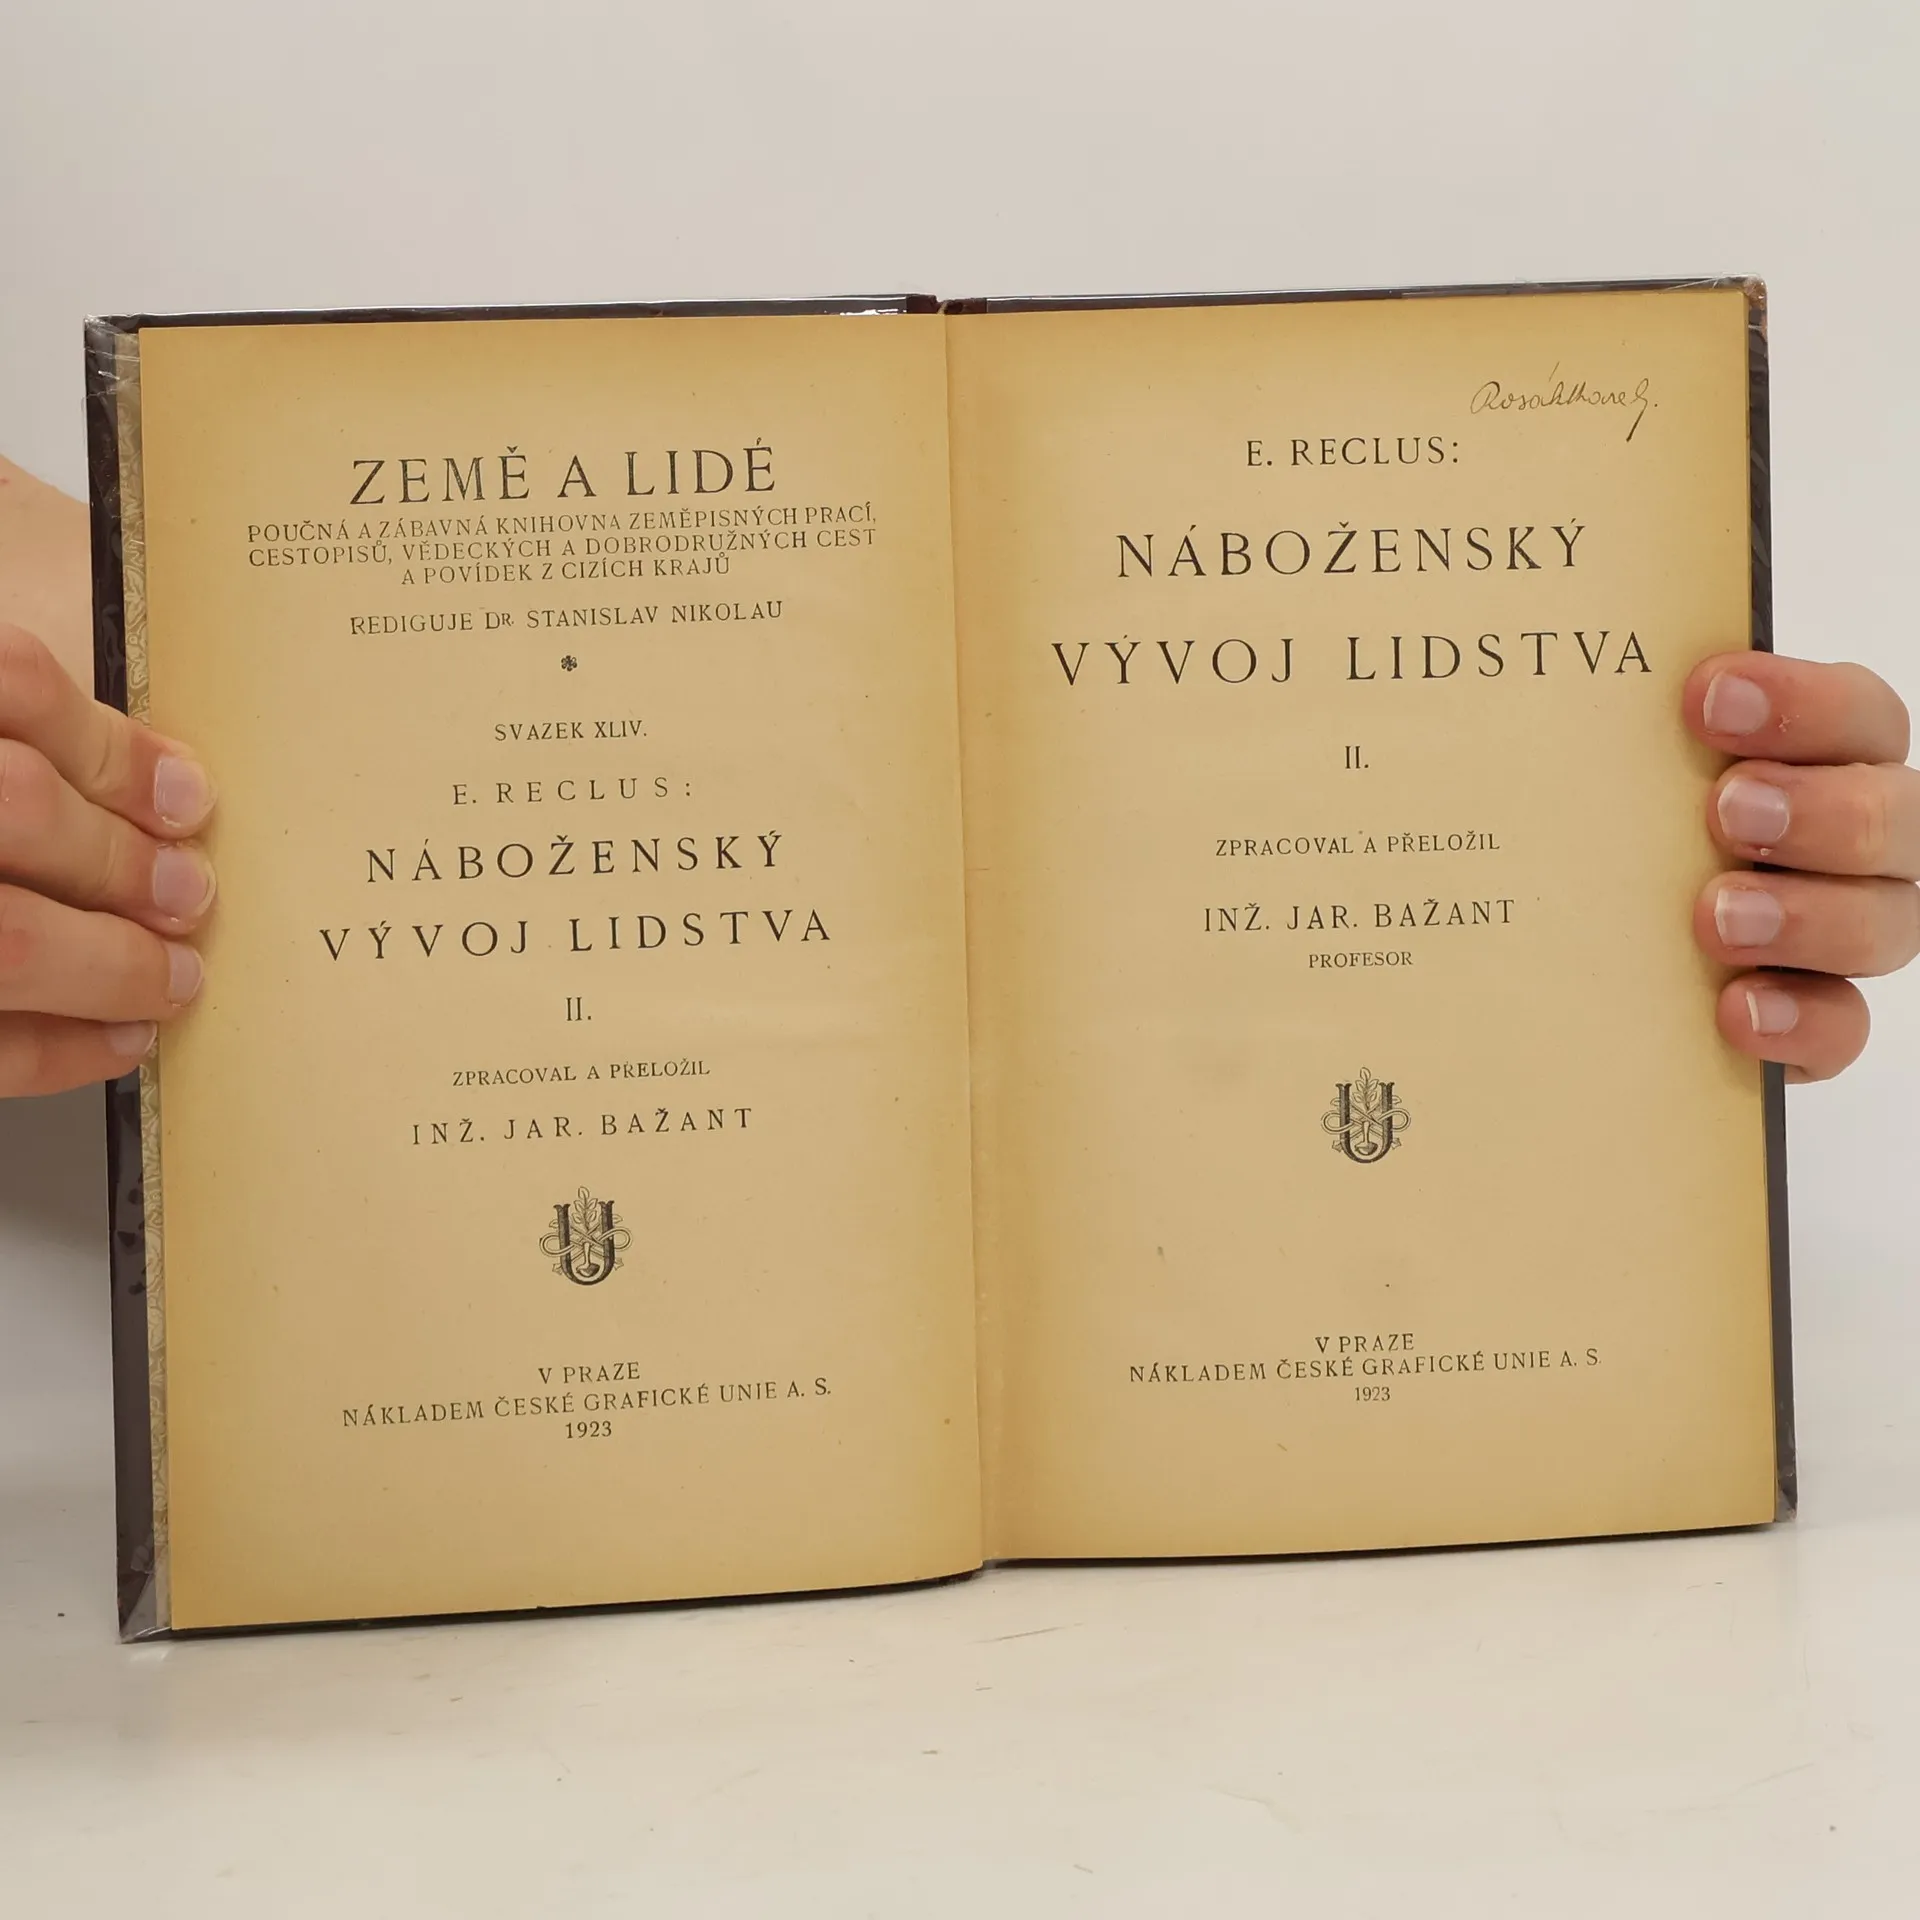 ZEMĚ A LIDÉ
POUČNÁ A ZÁBAVNÁ KNIHOVNA ZEMĚPISNÝCH PRACÍ,
CESTOPISŮ, VĚDECKÝCH A DOBRODRUŽNÝCH CEST
A POVÍDEK Z CIZÍCH KRAJŮ
REDIGUJE DR. STANISLAV NIKOLAU
SVAZEK XLIV.
E. RECLUS:
NÁBOŽENSKÝ
VÝVOJ LIDSTVA
II.
ZPRACOVAL A PŘELOŽIL
INŽ. JAR. BAŽANT
V PRAZE
NÁKLADEM ČESKÉ GRAFICKÉ UNIE A. S.
1923
E. RECLUS:
NÁBOŽENSKÝ
VÝVOJ LIDSTVA
II.
ZPRACOVAL A PŘELOŽIL
INŽ. JAR. BAŽANT
PROFESOR
V PRAZE
NÁKLADEM ČESKÉ GRAFICKÉ UNIE A. S.
1923